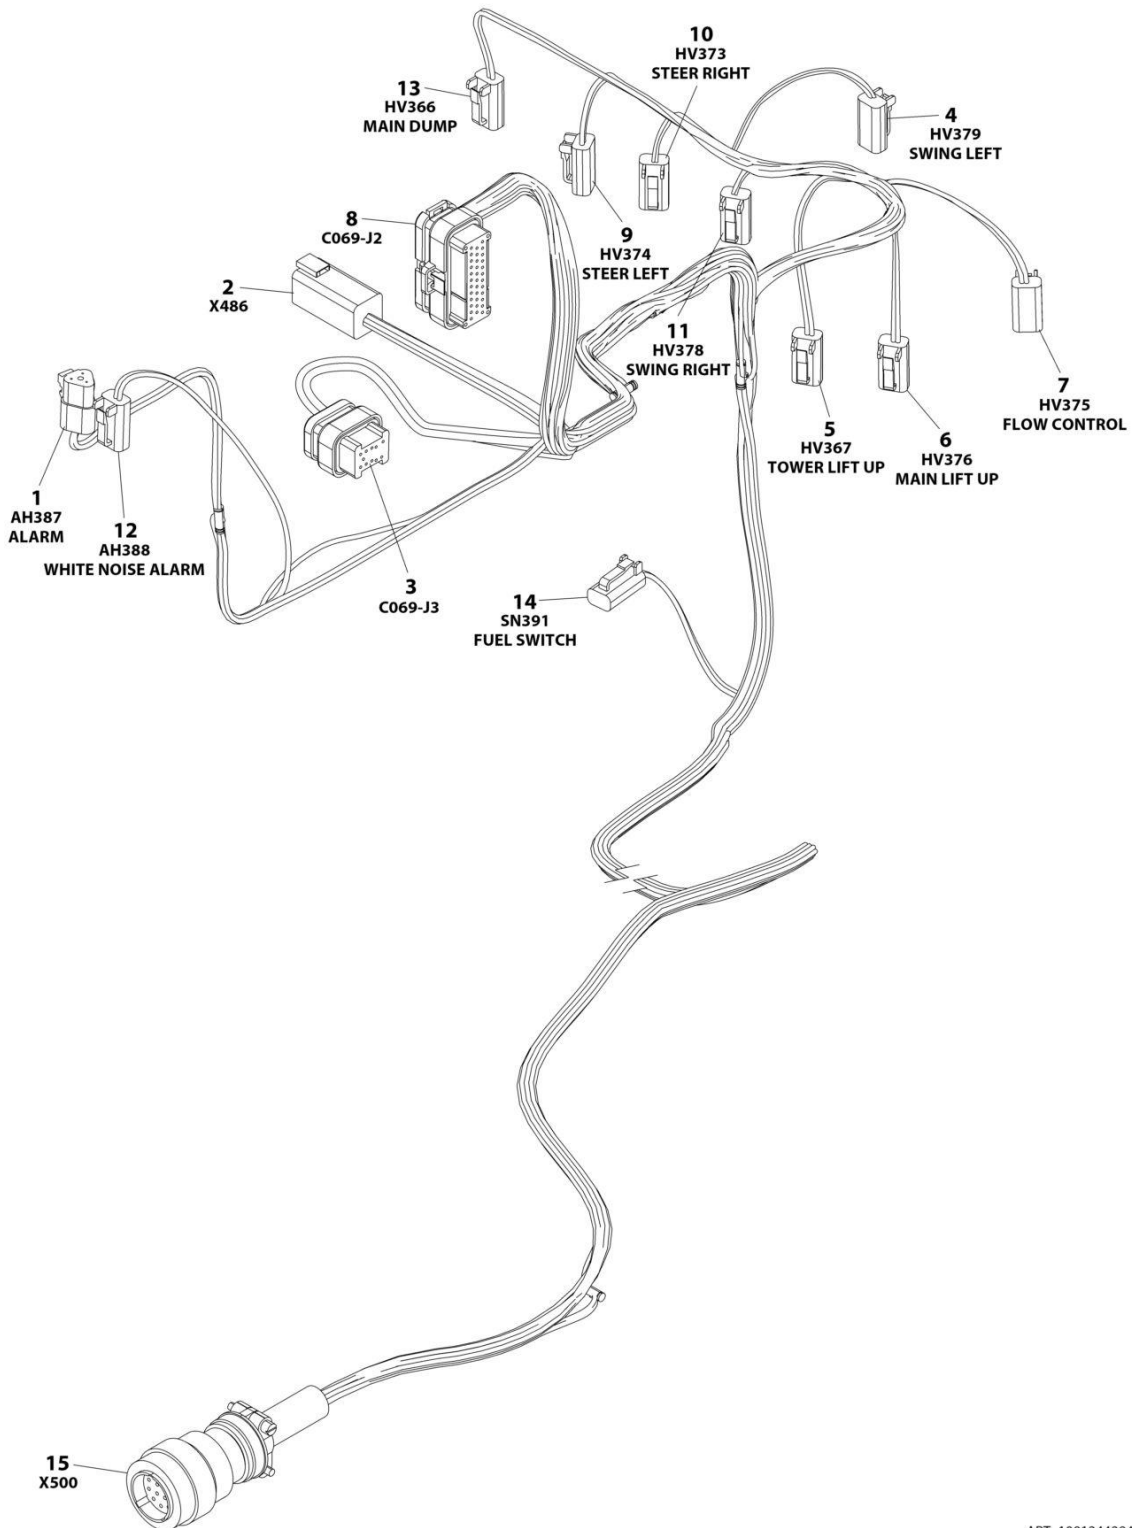 10
HV373
STEER RIGHT
13
HV366
MAIN DUMP
4
HV379
SWING LEFT
8
C069-J2
9
HV374
STEER LEFT
2
X486
11
HV378
SWING RIGHT
7
HV375
FLOW CONTROL
5
HV367
TOWER LIFT UP
6
HV376
MAIN LIFT UP
1
AH387
ALARM
12
AH388
WHITE NOISE ALARM
3
C069-J3
14
SN391
FUEL SWITCH
15
X500